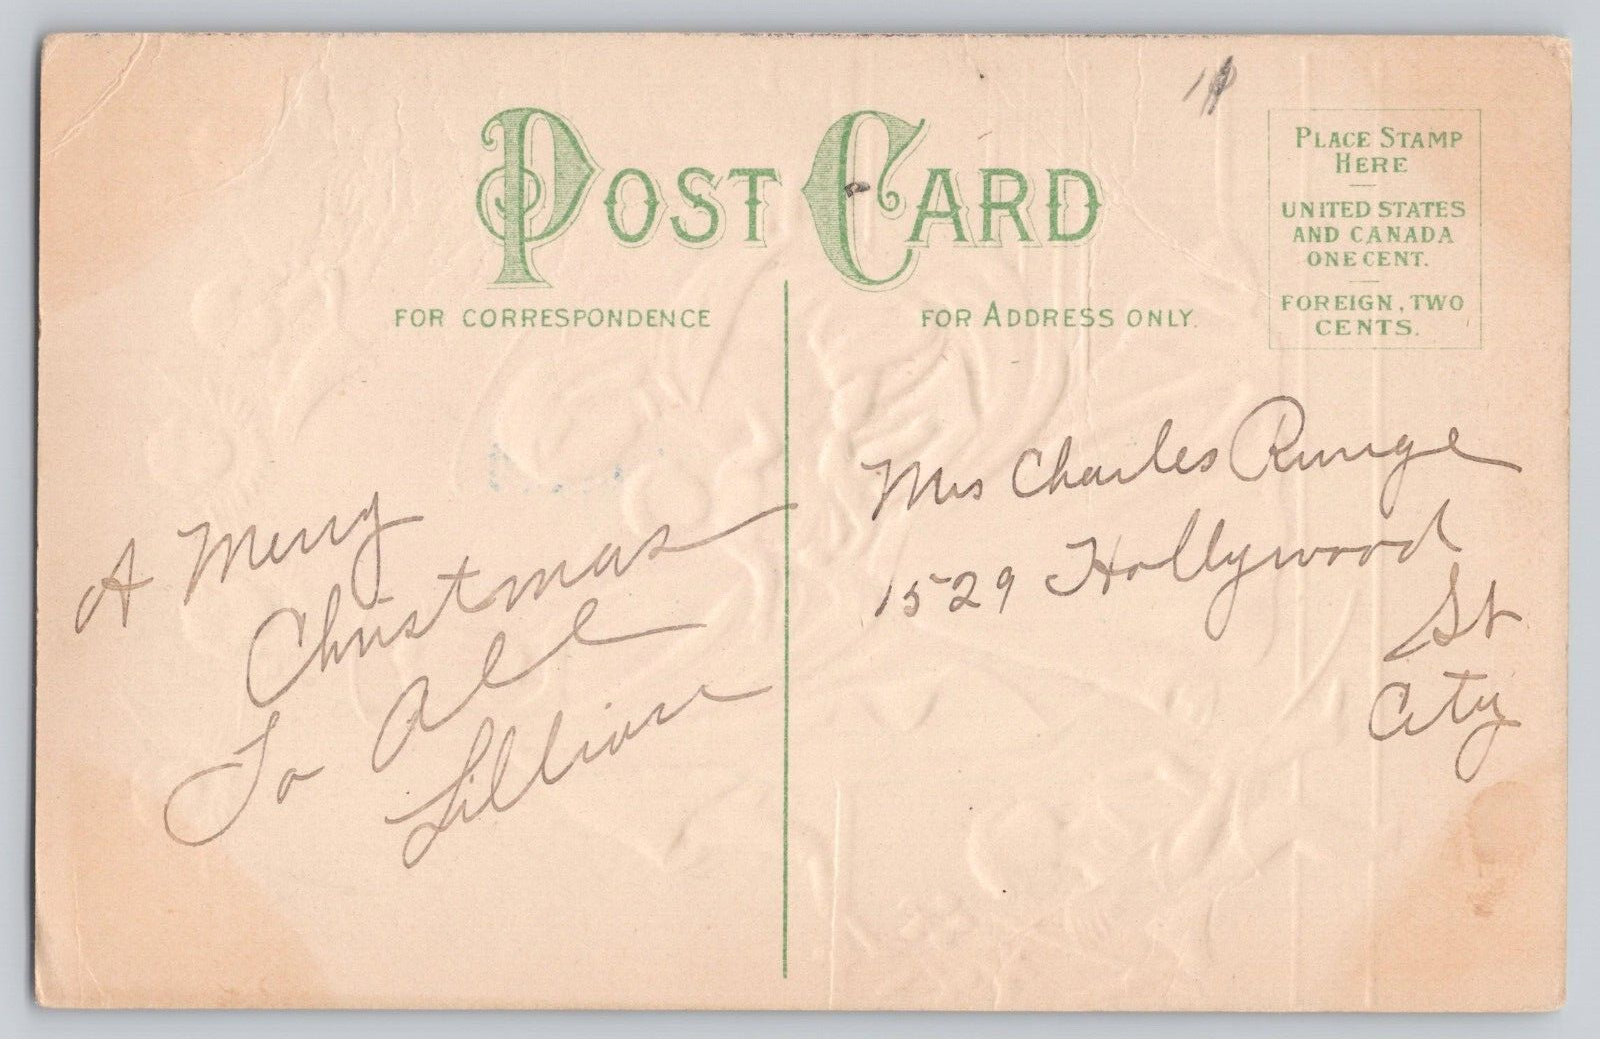 POST CARD
FOR CORRESPONDENCE
FOR ADDRESS ONLY.
PLACE STAMP
HERE
UNITED STATES
AND CANADA
ONE CENT.
FOREIGN, TWO
CENTS.
A Merry
Christmas
To All
Lillian
Mrs Charles Runge
1529 Hollywood
St
City